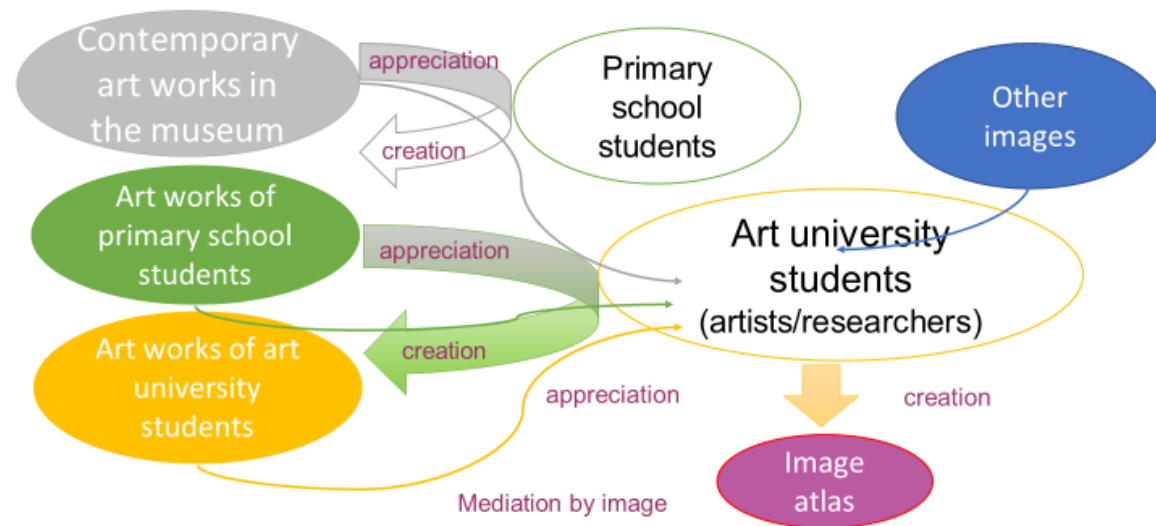 Contemporary
art works in
the museum
appreciation
creation
Primary
school
students
Other
images
Art works of
primary school
students
appreciation
creation
Art university
students
(artists/researchers)
Art works of art
university
students
appreciation
creation
Image
atlas
Mediation by image